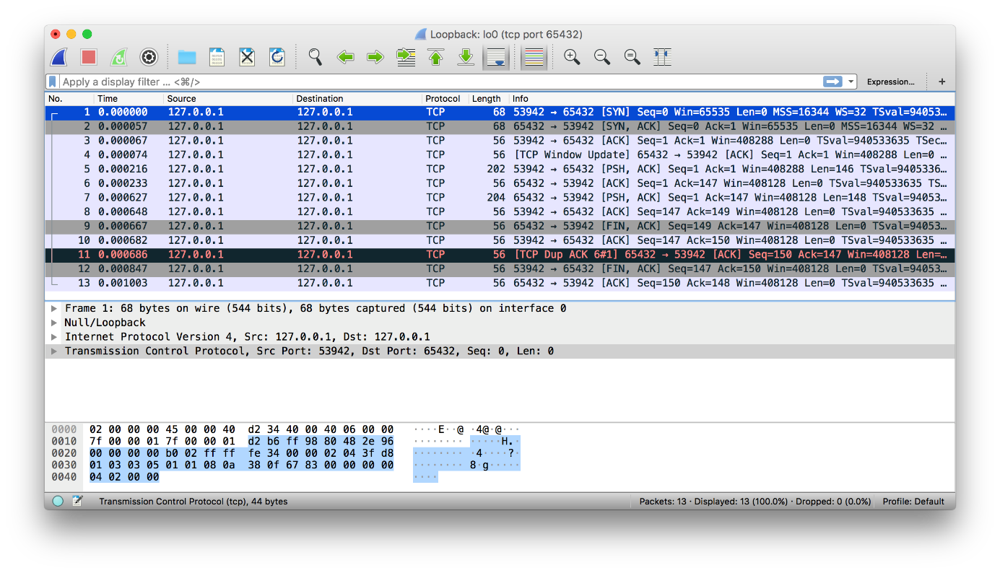 Loopback: lo0 (tcp port 65432)
Apply a display filter … <⌘/>
Expression…
+
No. Time Source Destination Protocol Length Info
1 0.000000 127.0.0.1 127.0.0.1 TCP 68 53942 → 65432 [SYN] Seq=0 Win=65535 Len=0 MSS=16344 WS=32 TSval=94053…
2 0.000057 127.0.0.1 127.0.0.1 TCP 68 65432 → 53942 [SYN, ACK] Seq=0 Ack=1 Win=65535 Len=0 MSS=16344 WS=32 …
3 0.000067 127.0.0.1 127.0.0.1 TCP 56 53942 → 65432 [ACK] Seq=1 Ack=1 Win=408288 Len=0 TSval=940533635 TSec…
4 0.000074 127.0.0.1 127.0.0.1 TCP 56 [TCP Window Update] 65432 → 53942 [ACK] Seq=1 Ack=1 Win=408288 Len=0 …
5 0.000216 127.0.0.1 127.0.0.1 TCP 202 53942 → 65432 [PSH, ACK] Seq=1 Ack=1 Win=408288 Len=146 TSval=9405336…
6 0.000233 127.0.0.1 127.0.0.1 TCP 56 65432 → 53942 [ACK] Seq=1 Ack=147 Win=408128 Len=0 TSval=940533635 TS…
7 0.000627 127.0.0.1 127.0.0.1 TCP 204 65432 → 53942 [PSH, ACK] Seq=1 Ack=147 Win=408128 Len=148 TSval=94053…
8 0.000648 127.0.0.1 127.0.0.1 TCP 56 53942 → 65432 [ACK] Seq=147 Ack=149 Win=408128 Len=0 TSval=940533635 …
9 0.000667 127.0.0.1 127.0.0.1 TCP 56 65432 → 53942 [FIN, ACK] Seq=149 Ack=147 Win=408128 Len=0 TSval=94053…
10 0.000682 127.0.0.1 127.0.0.1 TCP 56 53942 → 65432 [ACK] Seq=147 Ack=150 Win=408128 Len=0 TSval=940533635 …
11 0.000686 127.0.0.1 127.0.0.1 TCP 56 [TCP Dup ACK 6#1] 65432 → 53942 [ACK] Seq=150 Ack=147 Win=408128 Len=…
12 0.000847 127.0.0.1 127.0.0.1 TCP 56 53942 → 65432 [FIN, ACK] Seq=147 Ack=150 Win=408128 Len=0 TSval=94053…
13 0.001003 127.0.0.1 127.0.0.1 TCP 56 65432 → 53942 [ACK] Seq=150 Ack=148 Win=408128 Len=0 TSval=940533635 …
Frame 1: 68 bytes on wire (544 bits), 68 bytes captured (544 bits) on interface 0
Null/Loopback
Internet Protocol Version 4, Src: 127.0.0.1, Dst: 127.0.0.1
Transmission Control Protocol, Src Port: 53942, Dst Port: 65432, Seq: 0, Len: 0
0000 02 00 00 00 45 00 00 40 d2 34 40 00 40 06 00 00 ····E··@ ·4@·@···
0010 7f 00 00 01 7f 00 00 01 d2 b6 ff 98 80 48 2e 96 ········ ·····H.·
0020 00 00 00 00 b0 02 ff ff fe 34 00 00 02 04 3f d8 ········ ·4····?·
0030 01 03 03 05 01 01 08 0a 38 0f 67 83 00 00 00 00 ········ 8·g·····
0040 04 02 00 00 ····
Transmission Control Protocol (tcp), 44 bytes
Packets: 13 · Displayed: 13 (100.0%) · Dropped: 0 (0.0%)
Profile: Default